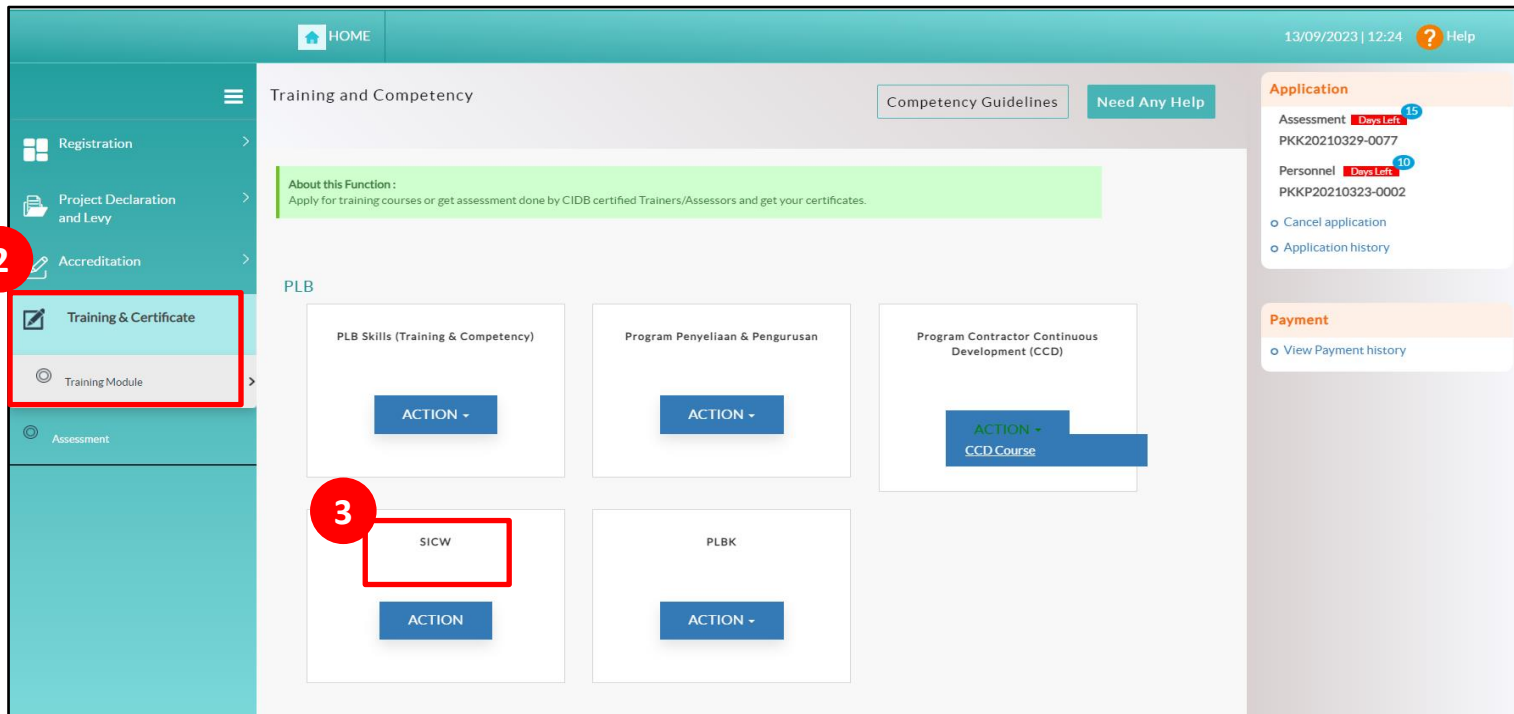 HOME
13/09/2023 | 12:24 ? Help
Training and Competency
Competency Guidelines
Need Any Help
Registration
Project Declaration
and Levy
2
Accreditation
Training & Certificate
Training Module
Assessment
About this Function :
Apply for training courses or get assessment done by CIDB certified Trainers/Assessors and get your certificates.
PLB
PLB Skills (Training & Competency)
ACTION
Program Penyeliaan & Pengurusan
ACTION
Program Contractor Continuous
Development (CCD)
ACTION
CCD Course
3
SICW
ACTION
PLBK
ACTION
Application
Assessment Days Left 15
PKK20210329-0077
Personnel Days Left 10
PKKP20210323-0002
Cancel application
Application history
Payment
View Payment history